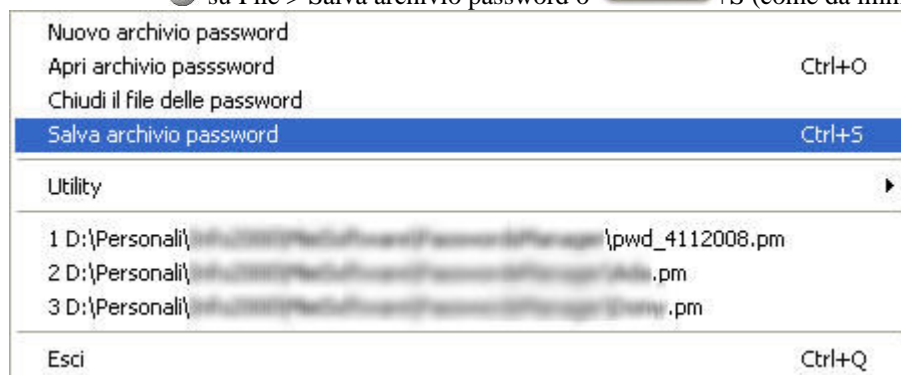 su File > Salva archivio password o +S (come da
Nuovo archivio password
Apri archivio passsword Ctrl+O
Chiudi il file delle password
Salva archivio password Ctrl+S
Utility
1 D:\Personali\ \pwd_4112008.pm
2 D:\Personali\ .pm
3 D:\Personali\ .pm
Esci Ctrl+Q